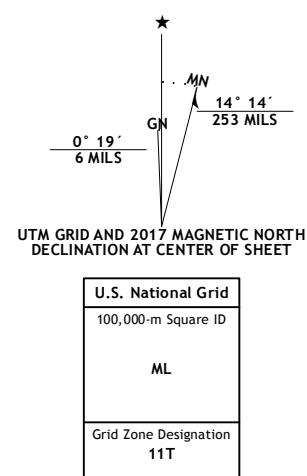 MN
14° 14´
253 MILS
GN
0° 19´
6 MILS
UTM GRID AND 2017 MAGNETIC NORTH
DECLINATION AT CENTER OF SHEET
U.S. National Grid
100,000-m Square ID
ML
Grid Zone Designation
11T